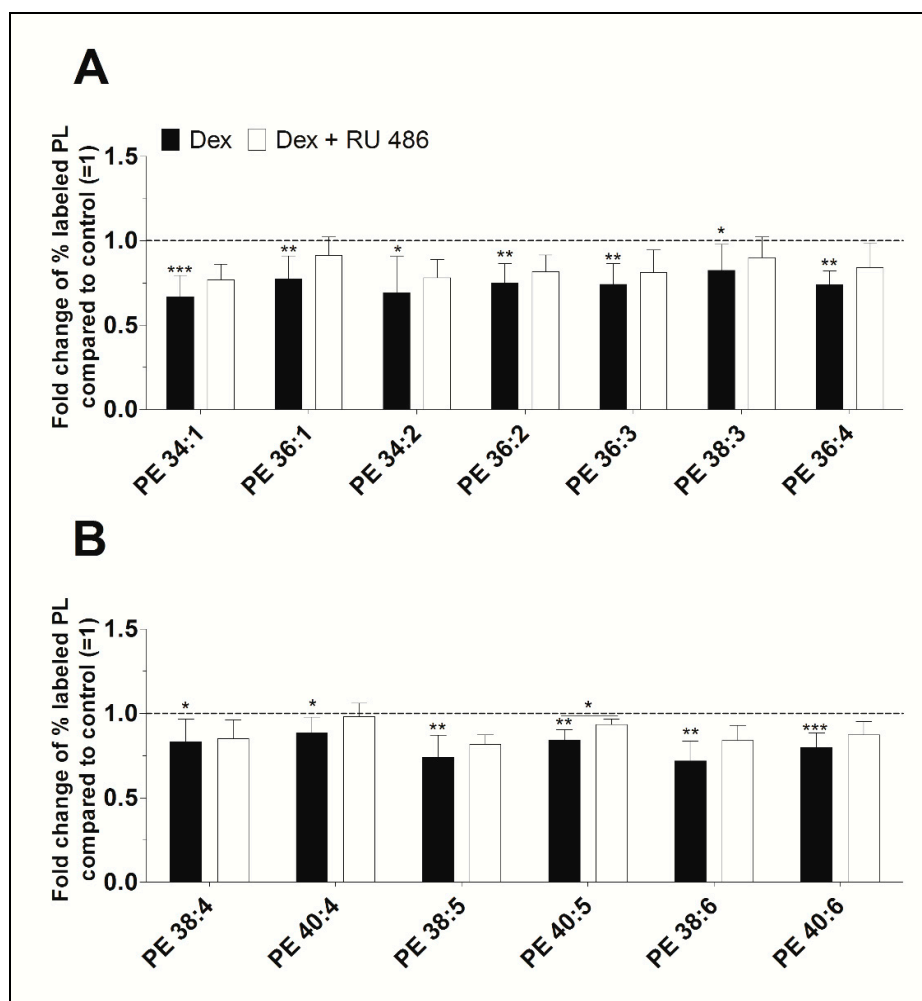 A
Dex Dex + RU 486
Fold change of % labeled PL
compared to control (=1)
1.5
1.0
0.5
0.0
*** ** * ** ** * **
PE 34:1 PE 36:1 PE 34:2 PE 36:2 PE 36:3 PE 38:3 PE 36:4
B
Fold change of % labeled PL
compared to control (=1)
1.5
1.0
0.5
0.0
*
* * ** ** ** ***
PE 38:4 PE 40:4 PE 38:5 PE 40:5 PE 38:6 PE 40:6